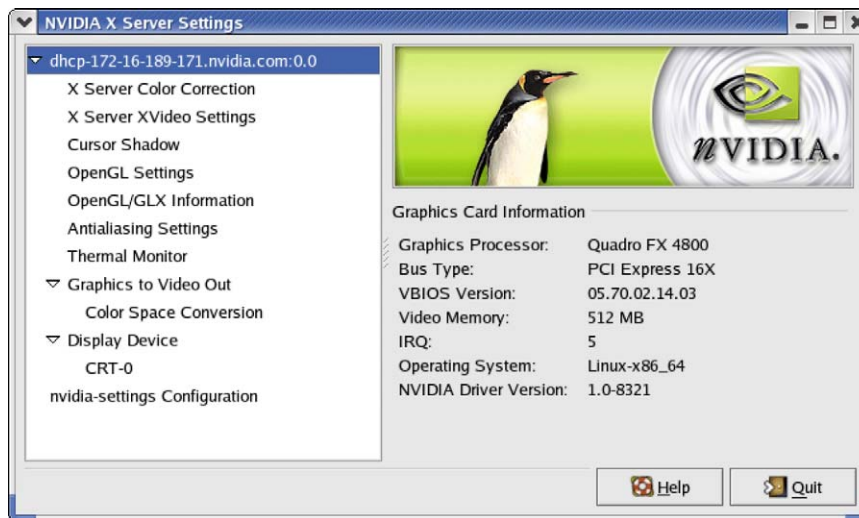 NVIDIA X Server Settings
dhcp-172-16-189-171.nvidia.com:0.0
X Server Color Correction
X Server XVideo Settings
Cursor Shadow
OpenGL Settings
OpenGL/GLX Information
Antialiasing Settings
Thermal Monitor
Graphics to Video Out
Color Space Conversion
Display Device
CRT-0
nvidia-settings Configuration
nVIDIA.
Graphics Card Information
Graphics Processor: Quadro FX 4800
Bus Type: PCI Express 16X
VBIOS Version: 05.70.02.14.03
Video Memory: 512 MB
IRQ: 5
Operating System: Linux-x86_64
NVIDIA Driver Version: 1.0-8321
Help
Quit